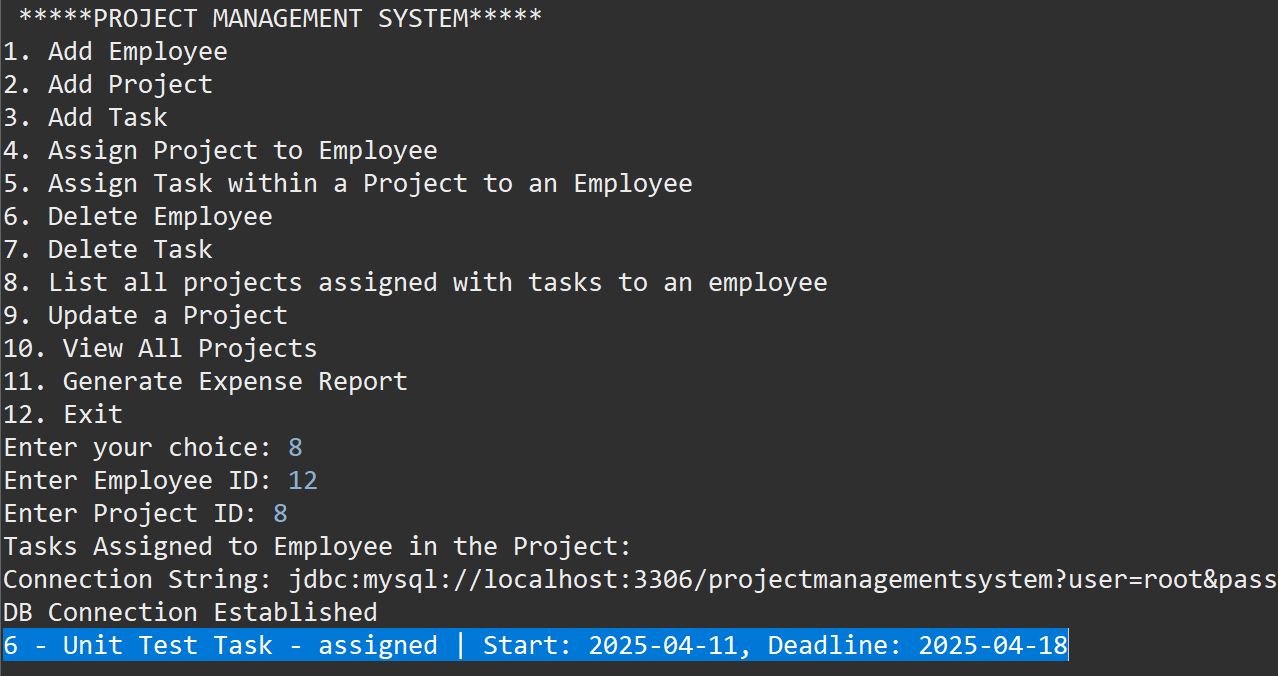 *****PROJECT MANAGEMENT SYSTEM*****
1. Add Employee
2. Add Project
3. Add Task
4. Assign Project to Employee
5. Assign Task within a Project to an Employee
6. Delete Employee
7. Delete Task
8. List all projects assigned with tasks to an employee
9. Update a Project
10. View All Projects
11. Generate Expense Report
12. Exit
Enter your choice: 8
Enter Employee ID: 12
Enter Project ID: 8
Tasks Assigned to Employee in the Project:
Connection String: jdbc:mysql://localhost:3306/projectmanagementsystem?user=root&pass
DB Connection Established
6 - Unit Test Task - assigned | Start: 2025-04-11, Deadline: 2025-04-18